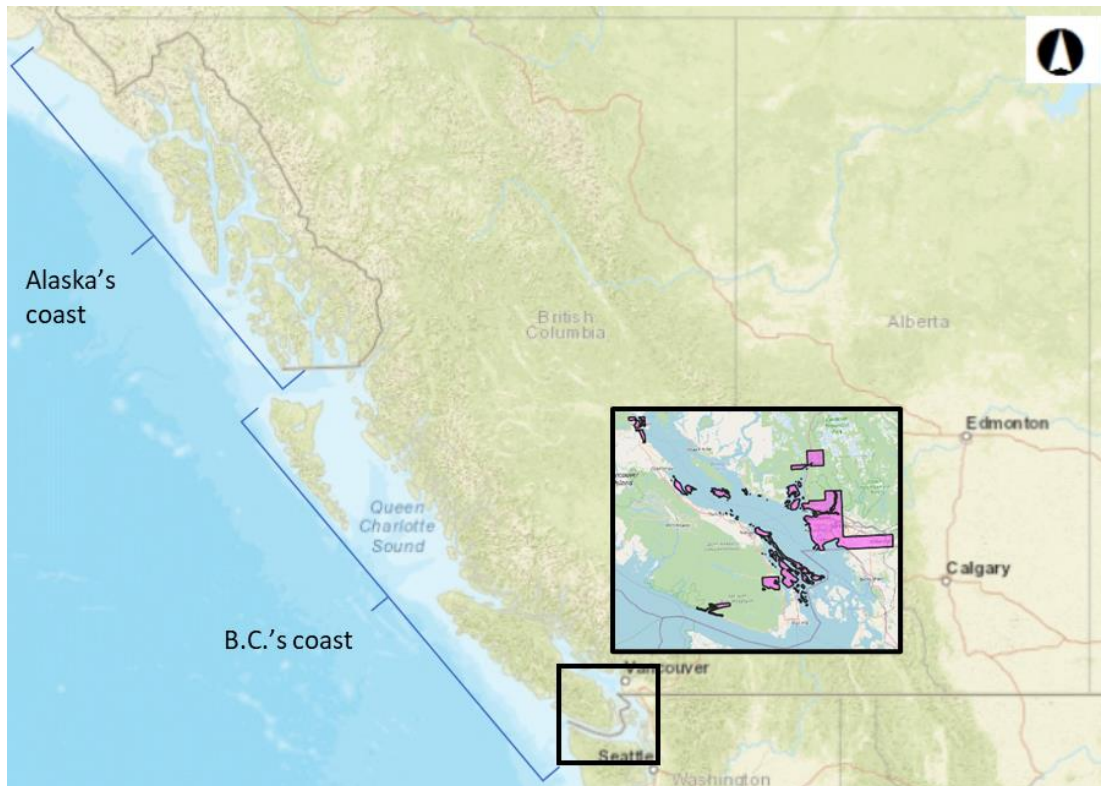 Alaska's
coast
British
Columbia
Alberta
Edmonton
Queen
Charlotte
Sound
Calgary
B.C.'s coast
Vancouver
Seattle
Washington